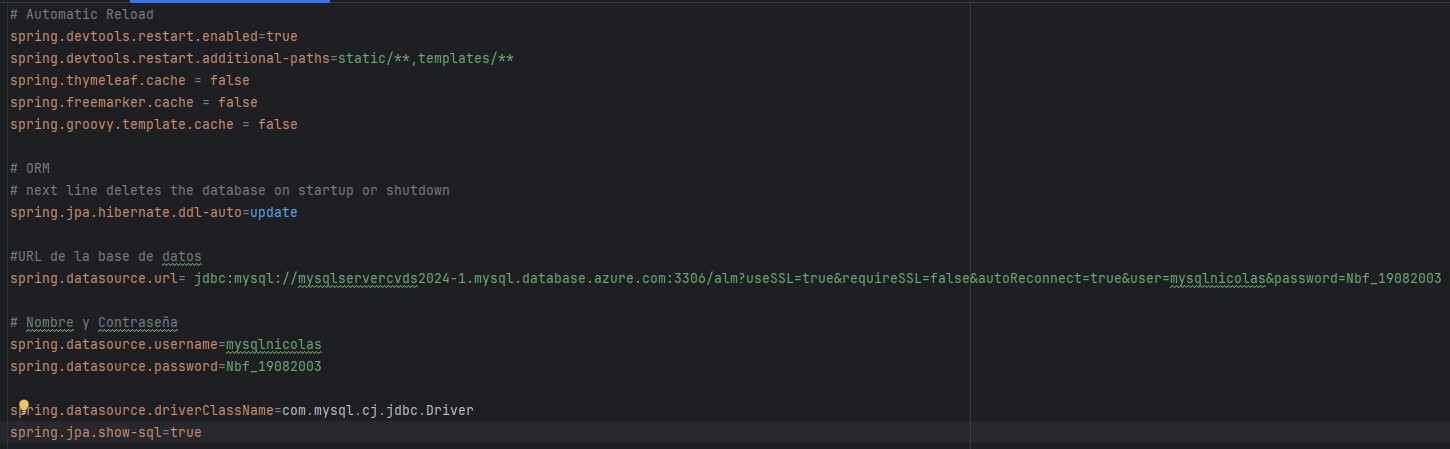 # Automatic Reload
spring.devtools.restart.enabled=true
spring.devtools.restart.additional-paths=static/**,templates/**
spring.thymeleaf.cache = false
spring.freemarker.cache = false
spring.groovy.template.cache = false
# ORM
# next line deletes the database on startup or shutdown
spring.jpa.hibernate.ddl-auto=update
#URL de la base de datos
spring.datasource.url= jdbc:mysql://mysqlservercvds2024-1.mysql.database.azure.com:3306/alm?useSSL=true&requireSSL=false&autoReconnect=true&user=mysqlnicolas&password=Nbf_19082003
# Nombre y Contraseña
spring.datasource.username=mysqlnicolas
spring.datasource.password=Nbf_19082003
spring.datasource.driverClassName=com.mysql.cj.jdbc.Driver
spring.jpa.show-sql=true